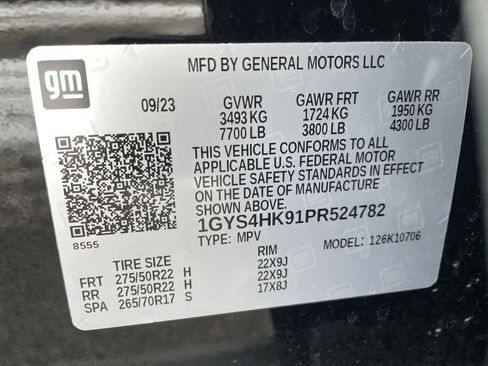 gm
MFD BY GENERAL MOTORS LLC
09/23 GVWR GAWR FRT GAWR RR
3493 KG 1724 KG 1950 KG
7700 LB 3800 LB 4300 LB
THIS VEHICLE CONFORMS TO ALL
APPLICABLE U.S. FEDERAL MOTOR
VEHICLE SAFETY STANDARDS IN EFFECT
ON THE DATE OF MANUFACTURE
SHOWN ABOVE.
1GYS4HK91PR524782
8555
TYPE: MPV MODEL: 126K10706
TIRE SIZE RIM
FRT 275/50R22 H 22X9J
RR 275/50R22 H 22X9J
SPA 265/70R17 S 17X8J